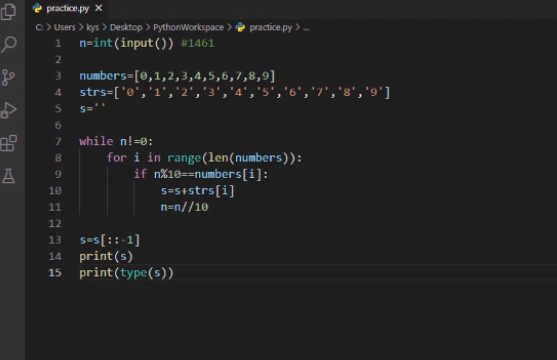 practice.py ×
C: > Users > kys > Desktop > PythonWorkspace > practice.py > ...
1 n=int(input()) #1461
2
3 numbers=[0,1,2,3,4,5,6,7,8,9]
4 strs=['0','1','2','3','4','5','6','7','8','9']
5 s=''
6
7 while n!=0:
8     for i in range(len(numbers)):
9         if n%10==numbers[i]:
10             s=s+strs[i]
11             n=n//10
12
13 s=s[::-1]
14 print(s)
15 print(type(s))